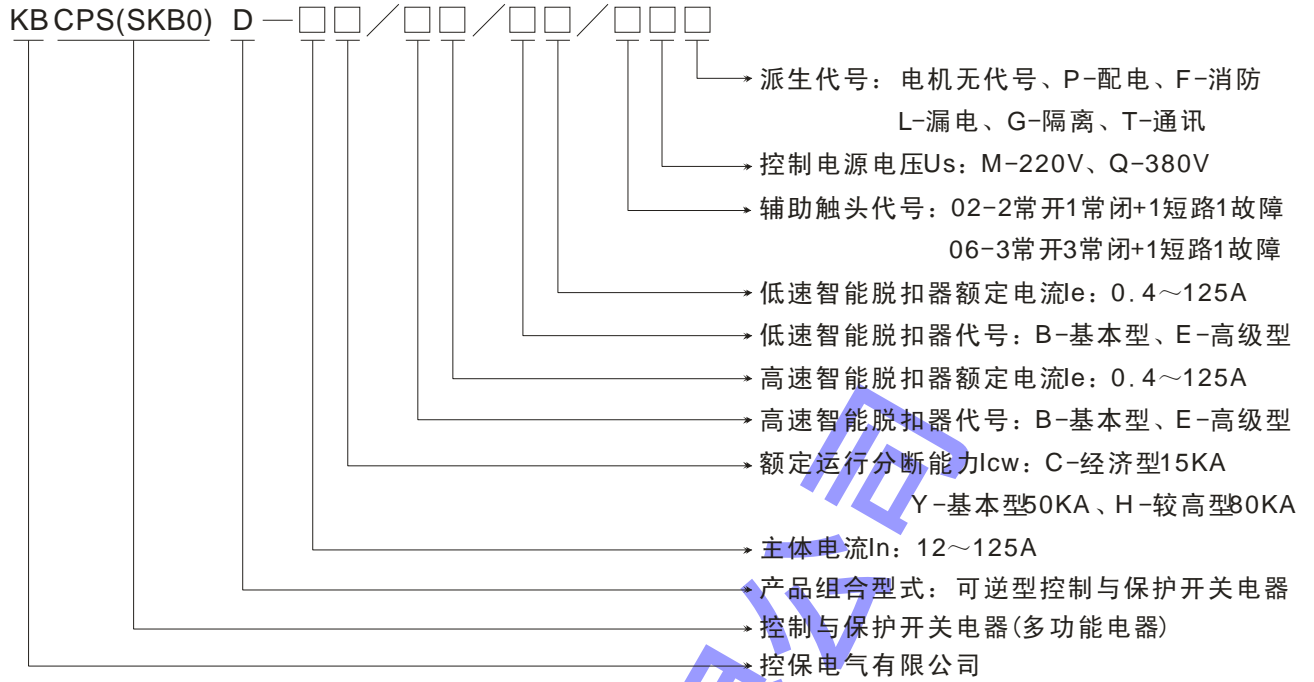 KB CPS(SKB0) D—□□/□□/□□/□□□
派生代号：电机无代号、P-配电、F-消防
L-漏电、G-隔离、T-通讯
控制电源电压Us：M-220V、Q-380V
辅助触头代号：02-2常开1常闭+1短路1故障
06-3常开3常闭+1短路1故障
低速智能脱扣器额定电流Ie：0.4～125A
低速智能脱扣器代号：B-基本型、E-高级型
高速智能脱扣器额定电流Ie：0.4～125A
高速智能脱扣器代号：B-基本型、E-高级型
额定运行分断能力Icw：C-经济型15KA
Y-基本型50KA、H-较高型80KA
主体电流In：12～125A
产品组合型式：可逆型控制与保护开关电器
控制与保护开关电器(多功能电器)
控保电气有限公司
公司